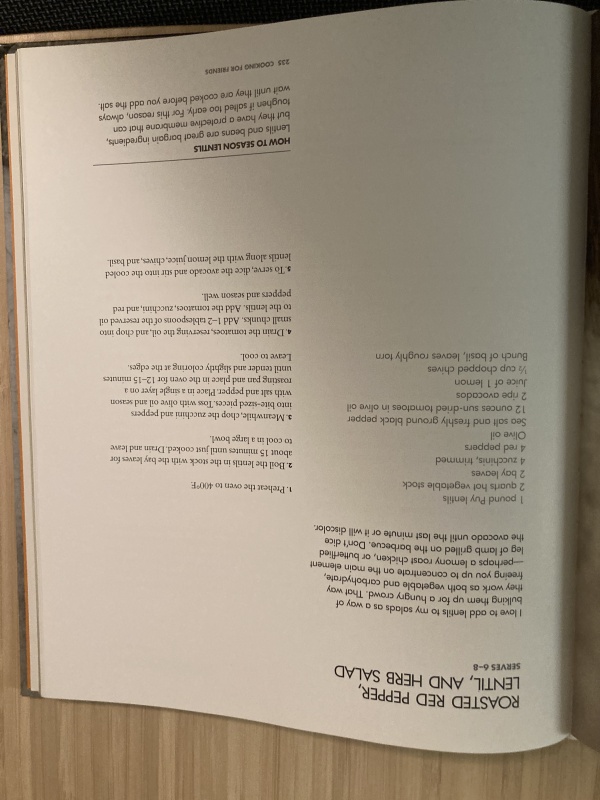 ROASTED RED PEPPER,
LENTIL, AND HERB SALAD
SERVES 6–8
I love to add lentils to my salads as a way of
bulking them up for a hungry crowd. That way
they work as both vegetable and carbohydrate,
freeing you up to concentrate on the main element
—perhaps a lemony roast chicken, or butterflied
leg of lamb grilled on the barbecue. Don't dice
the avocado until the last minute or it will discolor.
1 pound Puy lentils
2 quarts hot vegetable stock
2 bay leaves
4 zucchinis, trimmed
4 red peppers
Olive oil
Sea salt and freshly ground black pepper
12 ounces sun-dried tomatoes in olive oil
2 ripe avocados
Juice of 1 lemon
½ cup chopped chives
Bunch of basil, leaves roughly torn
1. Preheat the oven to 400°F.
2. Boil the lentils in the stock with the bay leaves for
about 15 minutes until just cooked. Drain and leave
to cool in a large bowl.
3. Meanwhile, chop the zucchini and peppers
into bite-sized pieces. Toss with olive oil and season
with salt and pepper. Place in a single layer on a
roasting pan and place in the oven for 12–15 minutes
until tender and slightly coloring at the edges.
Leave to cool.
4. Drain the tomatoes, reserving the oil, and chop into
small chunks. Add 1–2 tablespoons of the reserved oil
to the lentils. Add the tomatoes, zucchini, and red
peppers and season well.
5. To serve, dice the avocado and stir into the cooled
lentils along with the lemon juice, chives, and basil.
HOW TO SEASON LENTILS
Lentils and beans are great bargain ingredients,
but they have a protective membrane that can
toughen if salted too early. For this reason, always
wait until they are cooked before you add the salt.
235 COOKING FOR FRIENDS